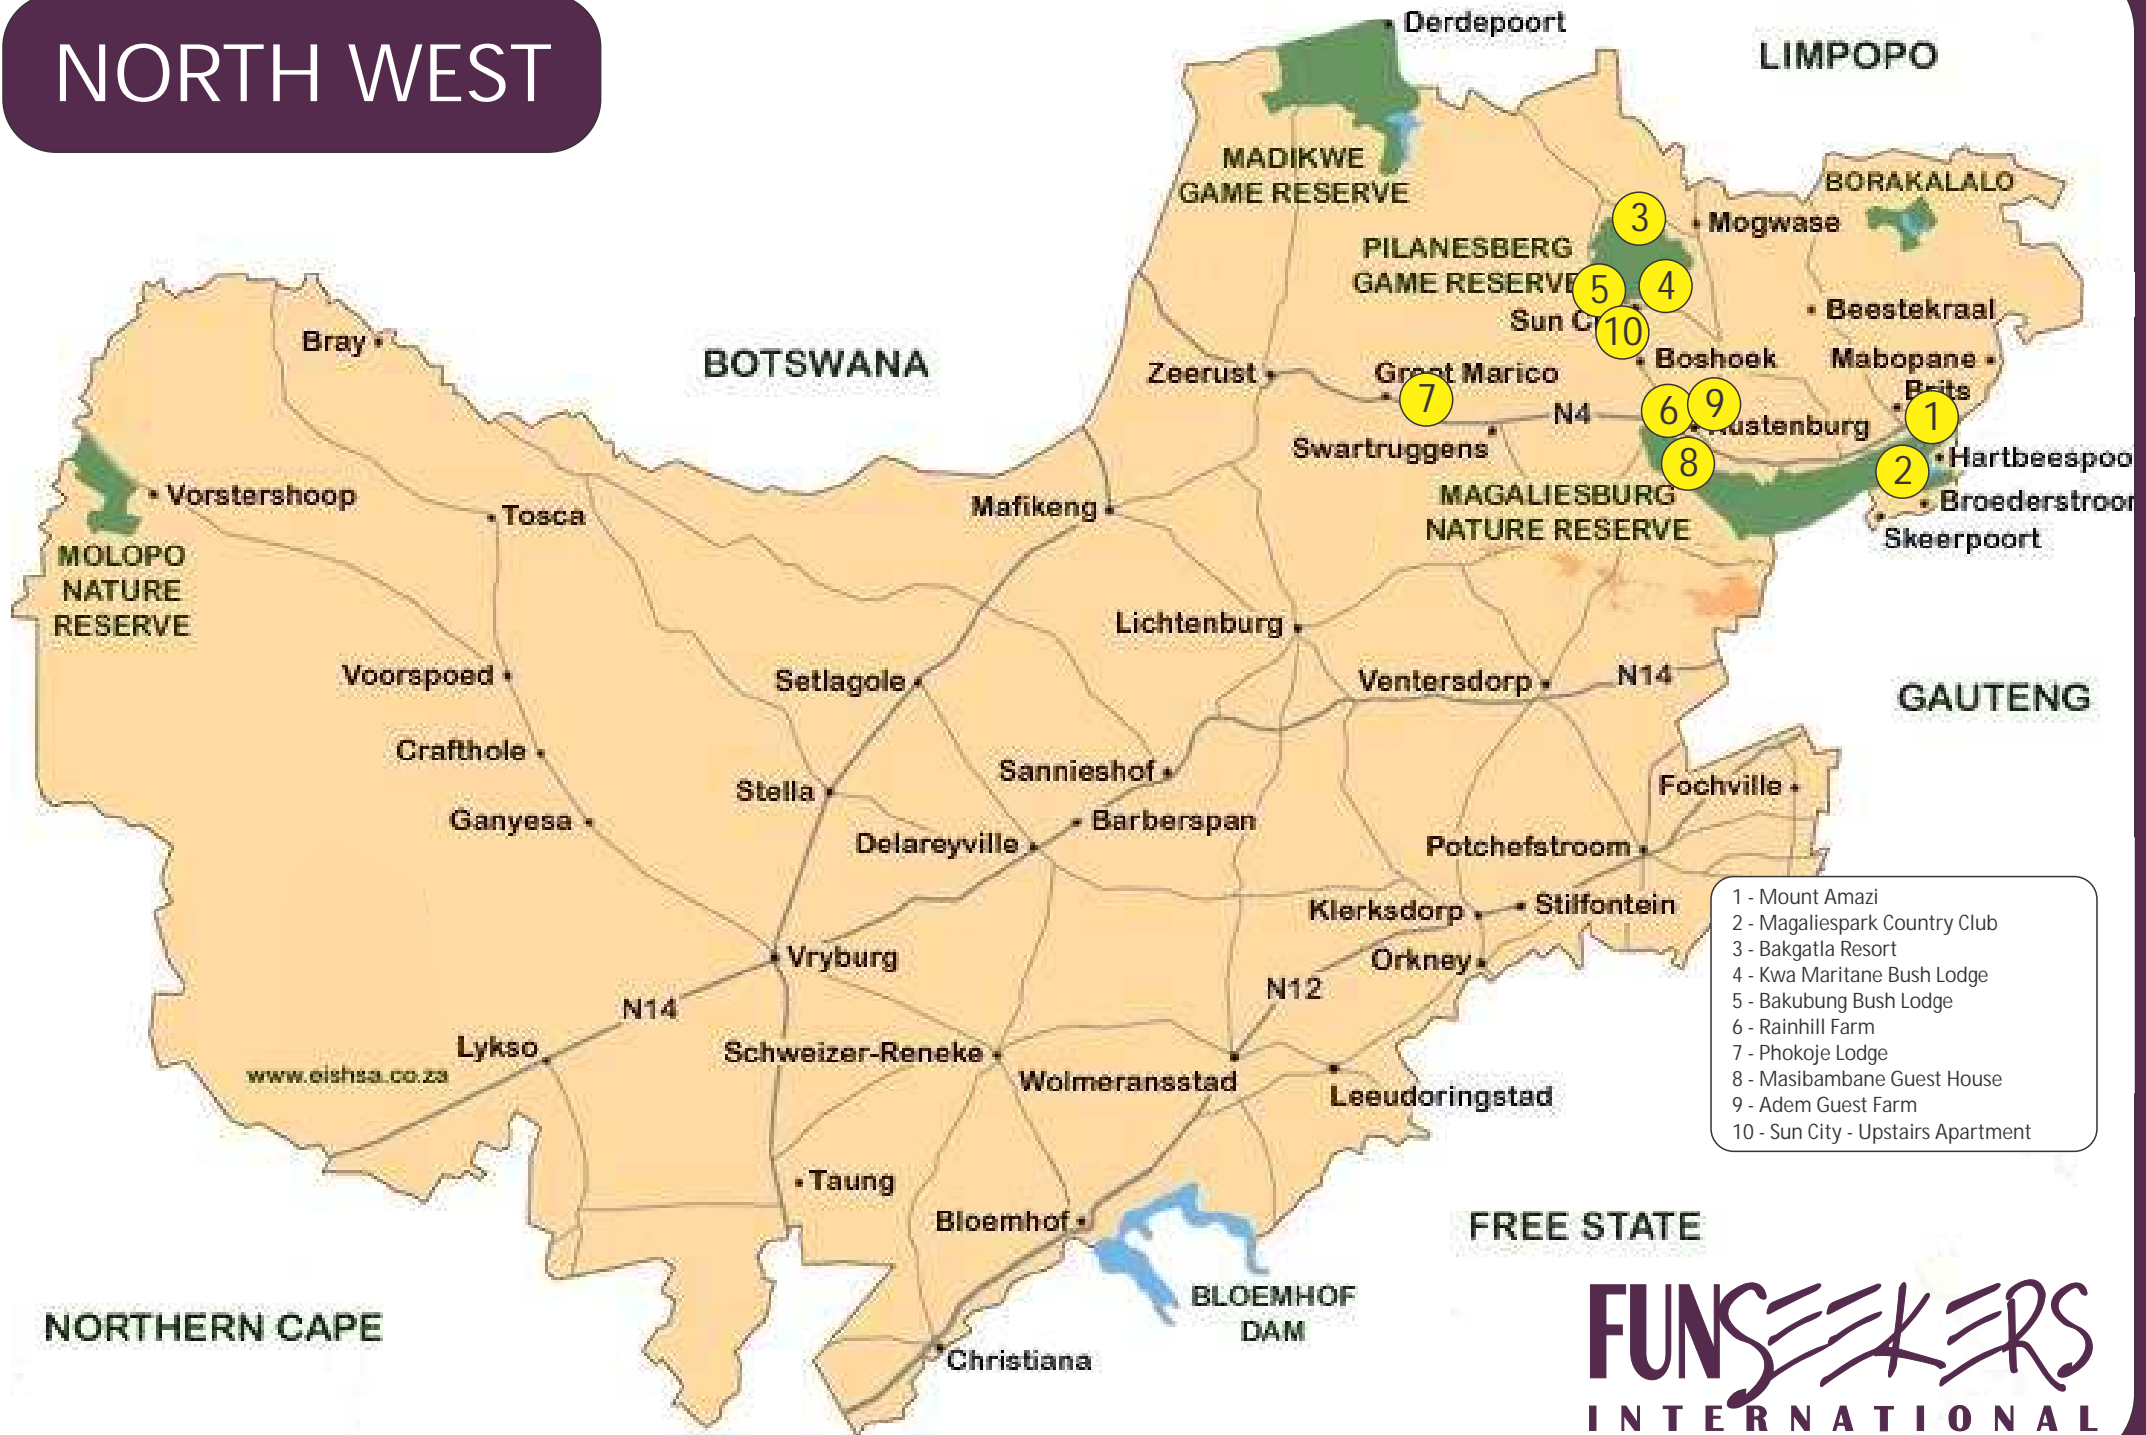 NORTH WEST
Derdepoort
LIMPOPO
MADIKWE
GAME RESERVE
BORAKALALO
3
Mogwase
PILANESBERG
GAME RESERVE
5
4
Sun
10
Beestekraal
Bray
BOTSWANA
Boshoek
Mabopane
Zeerust
Marico
7
Brits
N4
6
9
1
Swartruggens
8
2
MAGALIESBURG
NATURE RESERVE
Vorstershoop
Tosca
Mafikeng
Skeerpoort
MOLOPO
NATURE
RESERVE
Lichtenburg
Voorspoed
Setlagole
Ventersdorp
N14
GAUTENG
Crafthole
Sannieshof
Stella
Fochville
Ganyesa
Barberspan
Delareyville
Potchefstroom
Klerksdorp
Stilfontein
Vryburg
Orkney
N12
N14
Lykso
Schweizer-Reneke
www.eishsa.co.za
Wolmeransstad
Leeudoringstad
Taung
Bloemhof
FREE STATE
BLOEMHOF
DAM
NORTHERN CAPE
Christiana
1 - Mount Amazi
2 - Magaliespark Country Club
3 - Bakgatla Resort
4 - Kwa Maritane Bush Lodge
5 - Bakubung Bush Lodge
6 - Rainhill Farm
7 - Phokoje Lodge
8 - Masibambane Guest House
9 - Adem Guest Farm
10 - Sun City - Upstairs Apartment
FUNSEEKERS
INTERNATIONAL